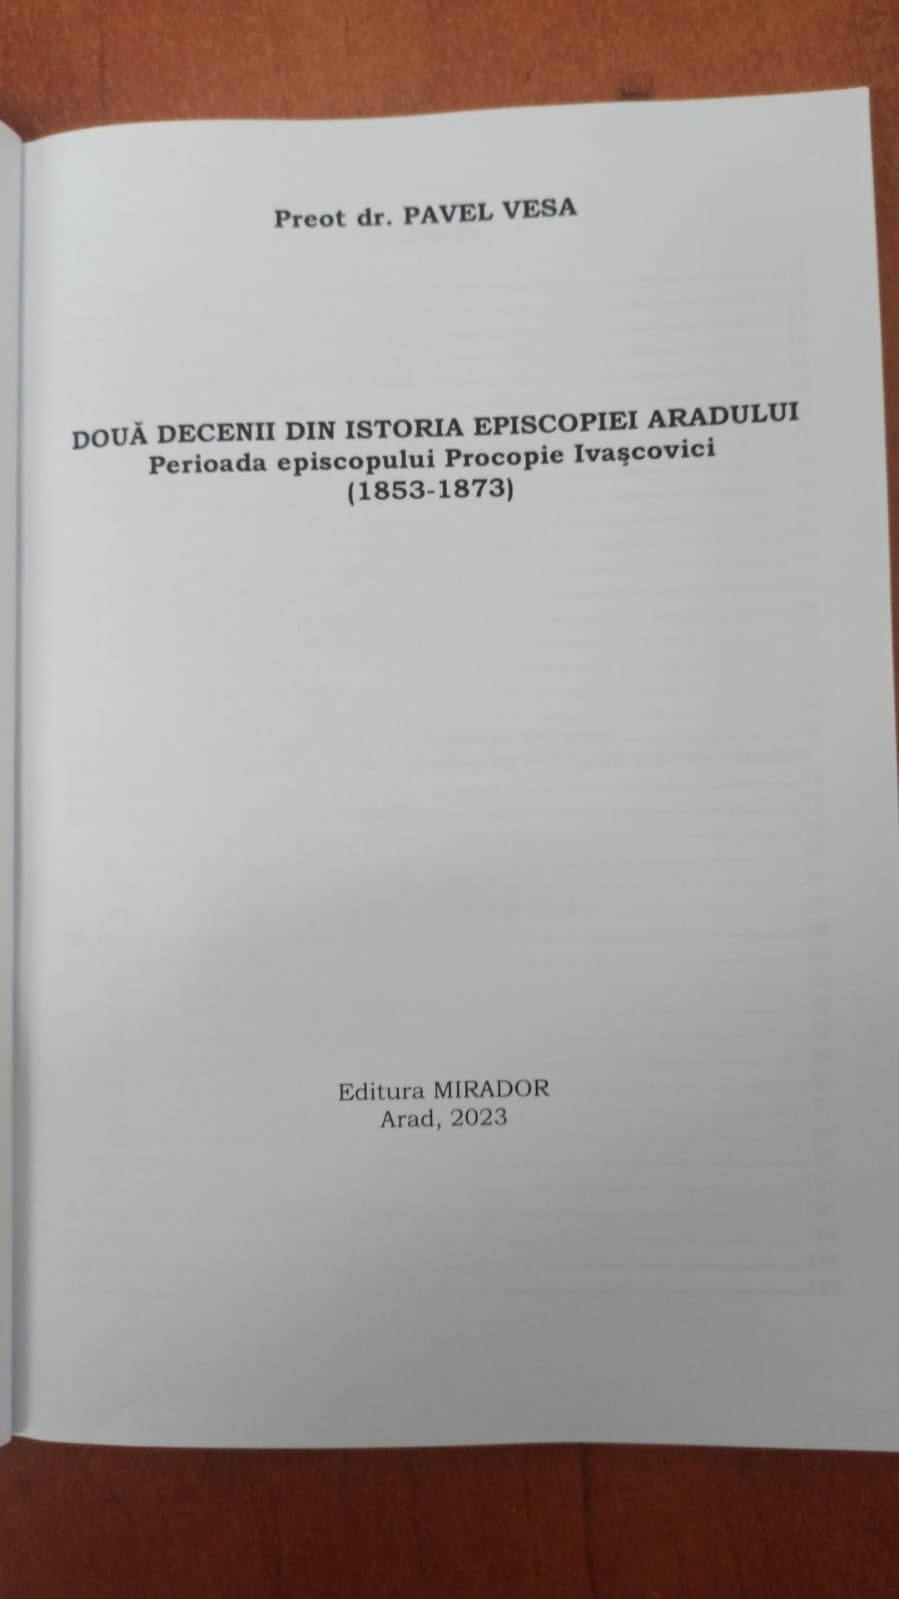 Preot dr. PAVEL VESA
DOUĂ DECENII DIN ISTORIA EPISCOPIEI ARADULUI
Perioada episcopului Procopie Ivaşcovici
(1853-1873)
Editura MIRADOR
Arad, 2023